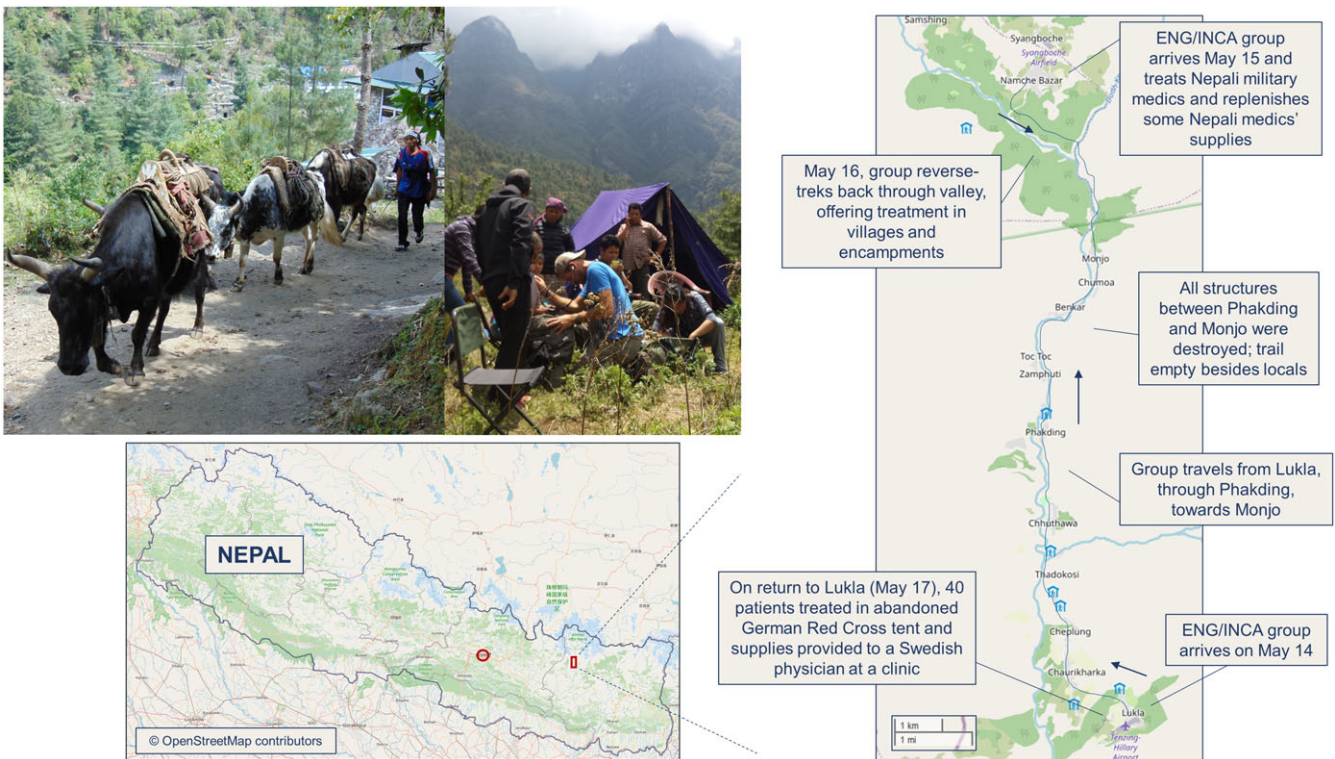 Samshing
Syangboche
Syangboche
Airfield
Namche Bazar
ENG/INCA group
arrives May 15 and
treats Nepali military
medics and replenishes
some Nepali medics’
supplies
May 16, group reverse-
treks back through valley,
offering treatment in
villages and
encampments
Monjo
Chumoa
Benkar
All structures
between Phakding
and Monjo were
destroyed; trail
empty besides locals
Toc Toc
Zamphuti
Phakding
Group travels from Lukla,
through Phakding,
towards Monjo
Chhuthawa
Thadokosi
On return to Lukla (May 17), 40
patients treated in abandoned
German Red Cross tent and
supplies provided to a Swedish
physician at a clinic
Cheplung
ENG/INCA group
arrives on May 14
Chaurikharka
Lukla
Tenzing-
Hillary
Airport
1 km
1 mi
NEPAL
© OpenStreetMap contributors